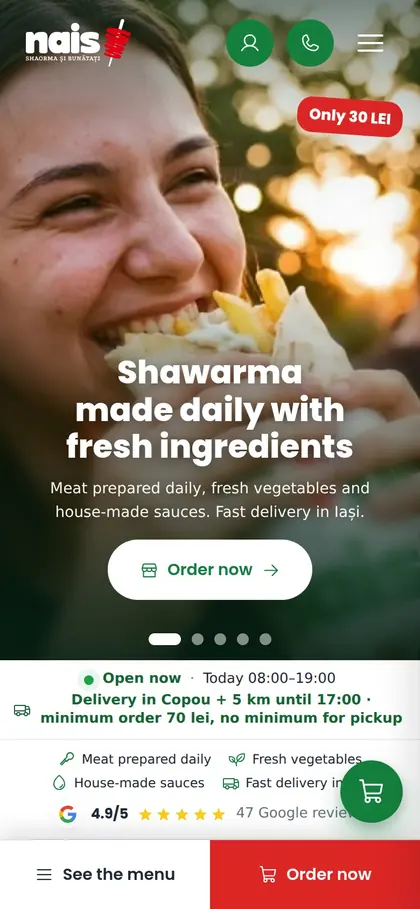 nais
SHAORMA ȘI BUNĂTĂȚI
Only 30 LEI
Shawarma
made daily with
fresh ingredients
Meat prepared daily, fresh vegetables and
house-made sauces. Fast delivery in Iași.
Order now
Open now · Today 08:00–19:00
Delivery in Copou + 5 km until 17:00 ·
minimum order 70 lei, no minimum for pickup
Meat prepared daily Fresh vegetables
House-made sauces Fast delivery in
4.9/5 47 Google
See the menu Order now